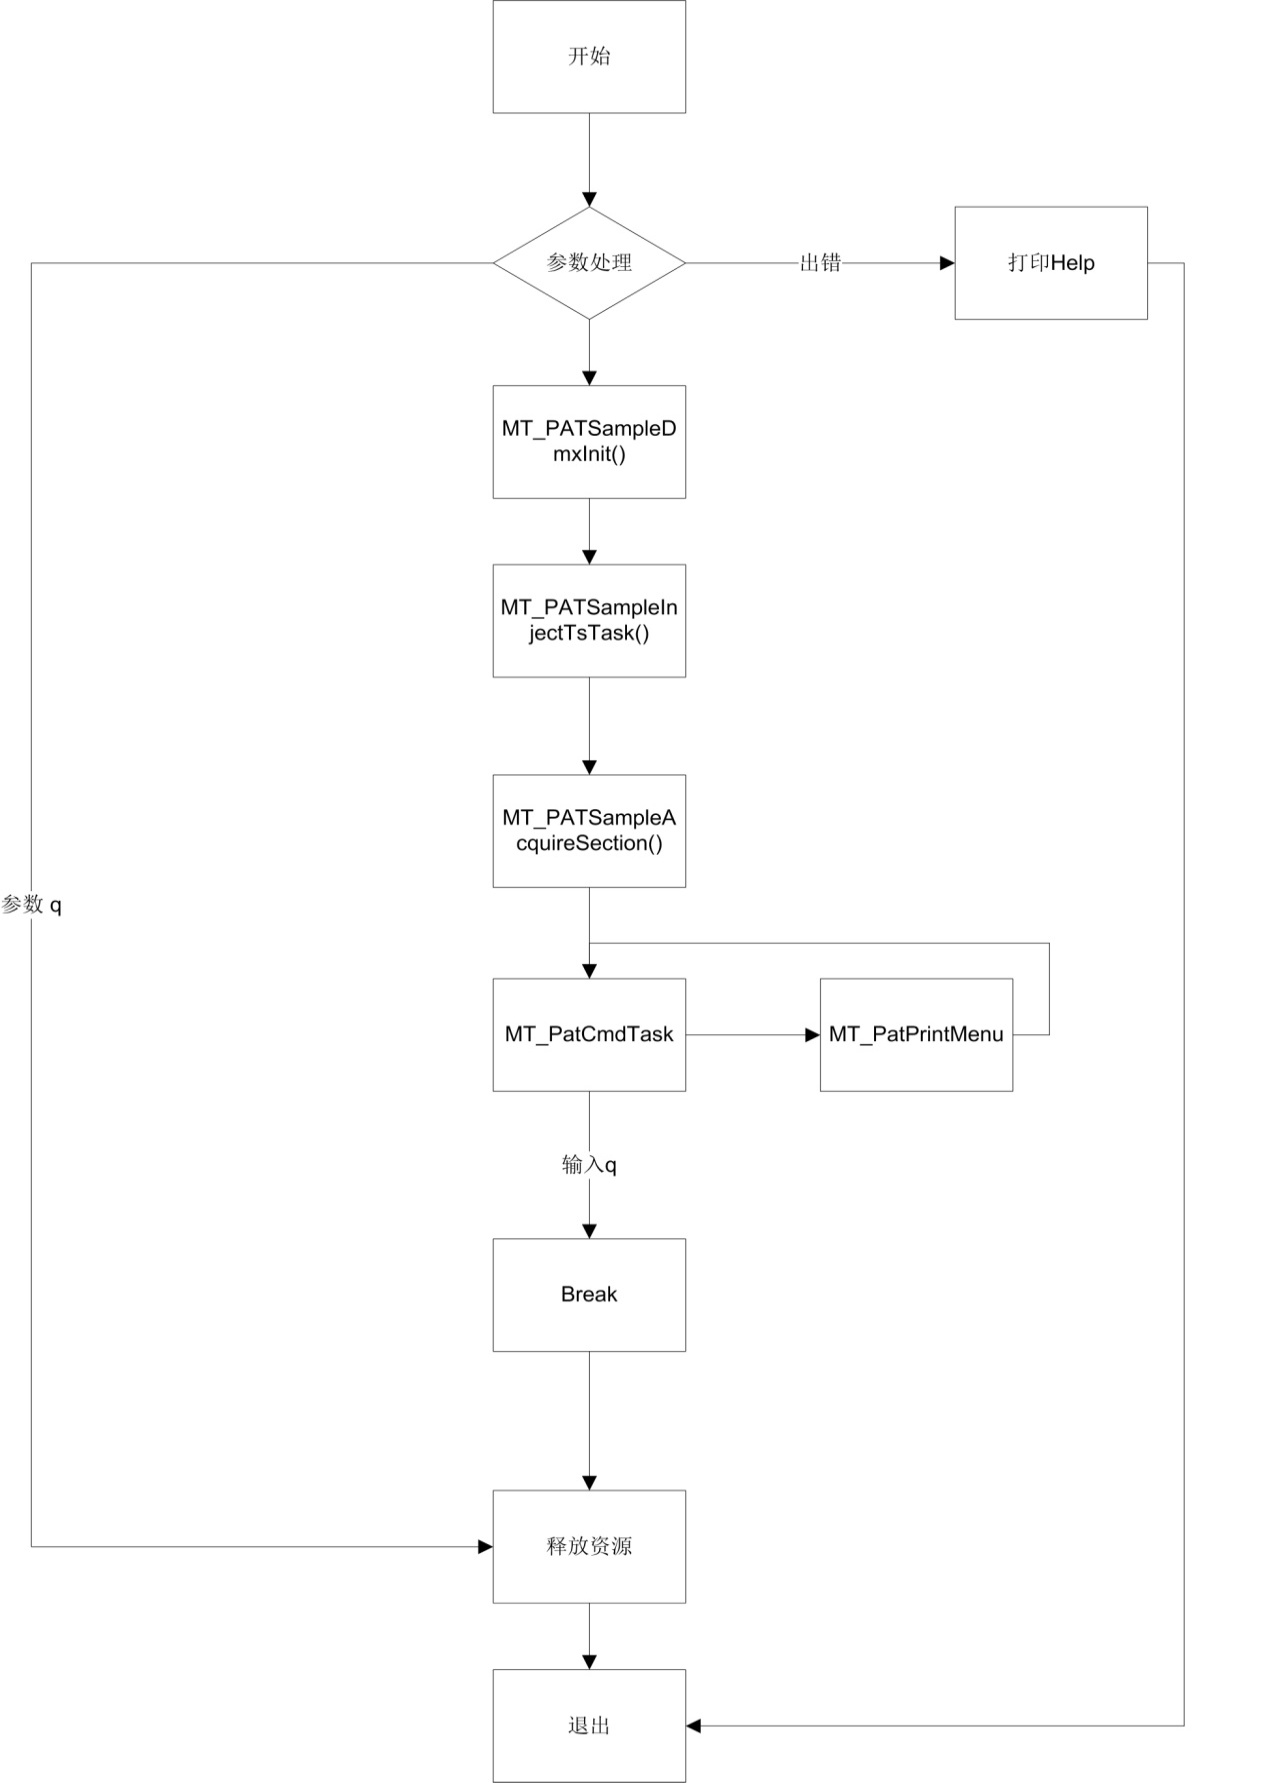 开始
参数处理
出错
打印Help
MT_PATSampleD
mxInit()
MT_PATSampleIn
jectTsTask()
MT_PATSampleA
cquireSection()
参数 q
MT_PatCmdTask
MT_PatPrintMenu
输入q
Break
释放资源
退出